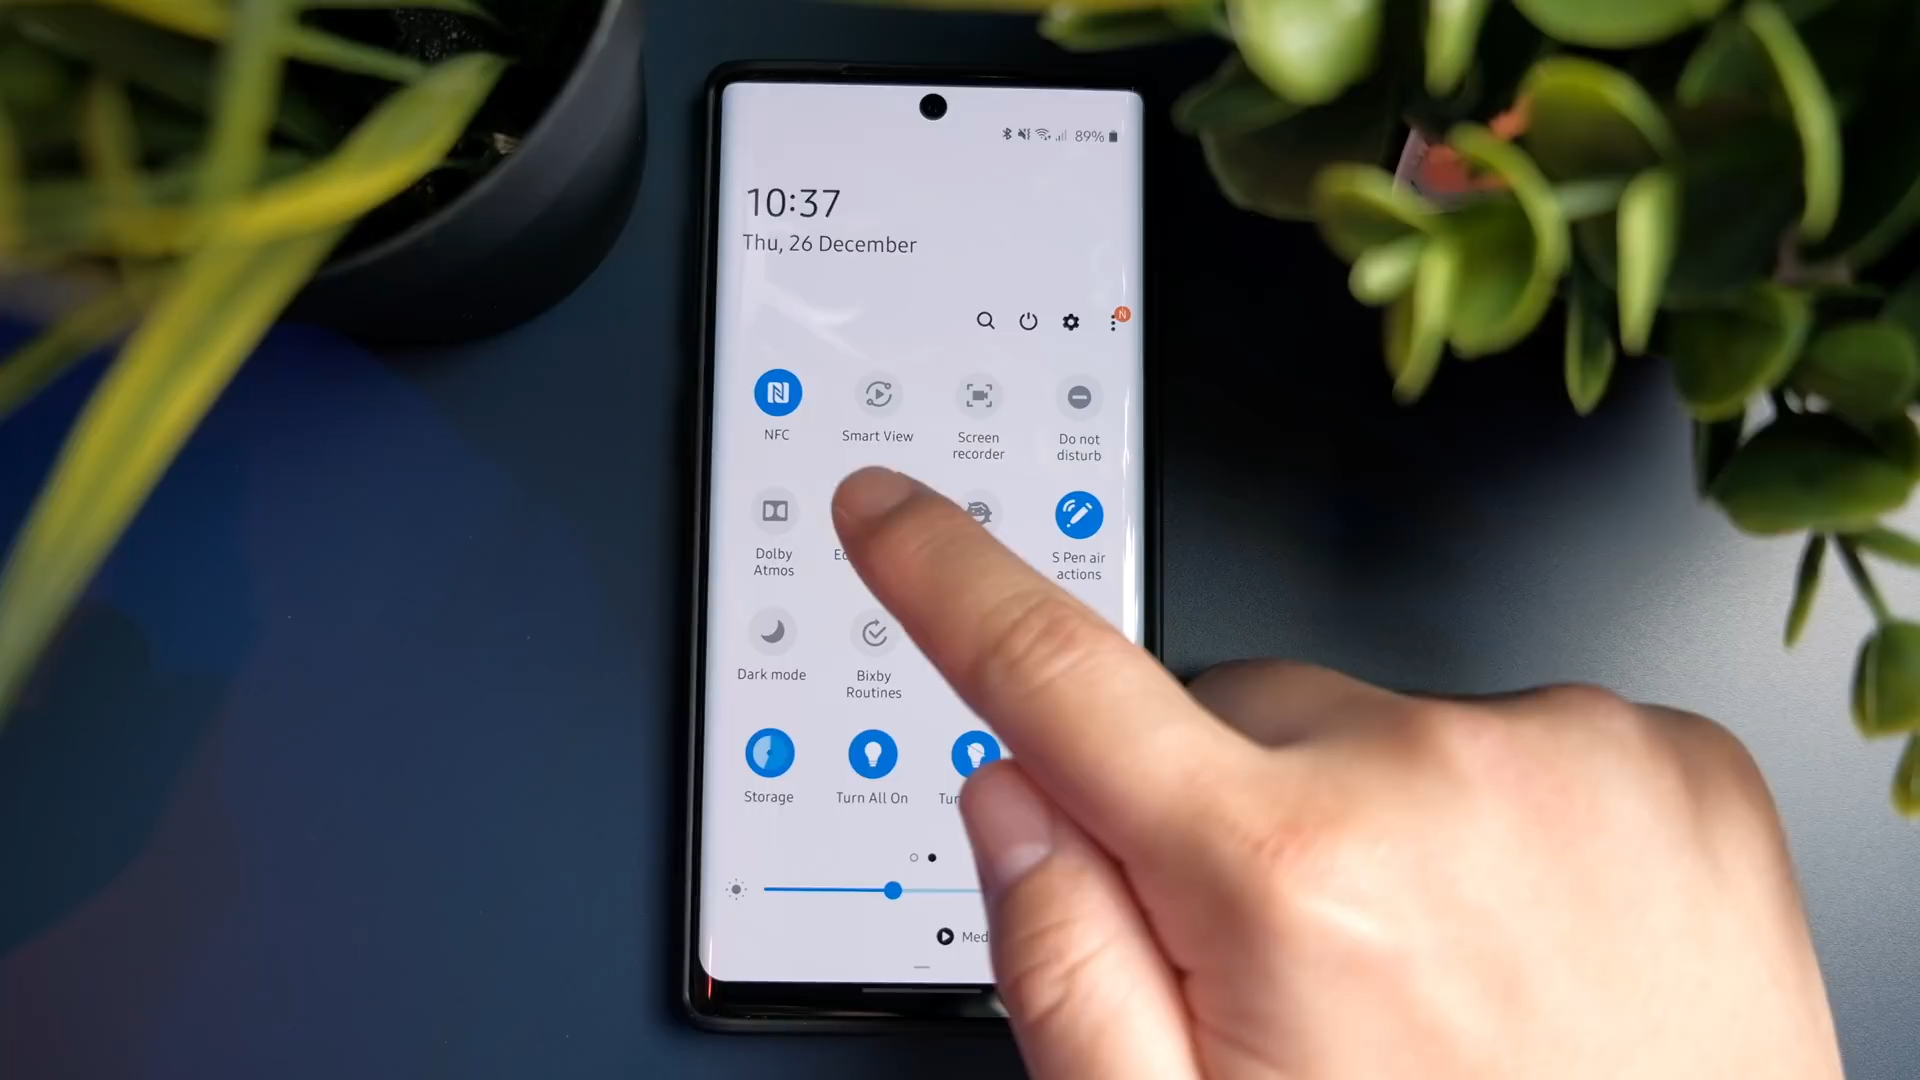 89%
10:37
Thu, 26 December
N
NFC
Smart View
Screen
recorder
Do not
disturb
Dolby
Atmos
S Pen air
actions
Dark mode
Bixby
Routines
Storage
Turn All On